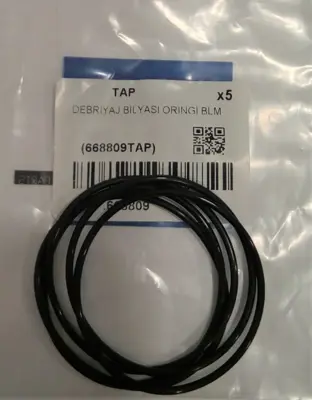 TAP x5
DEBRIYAJ BILYASI ORINGI BLM
(668809TAP)